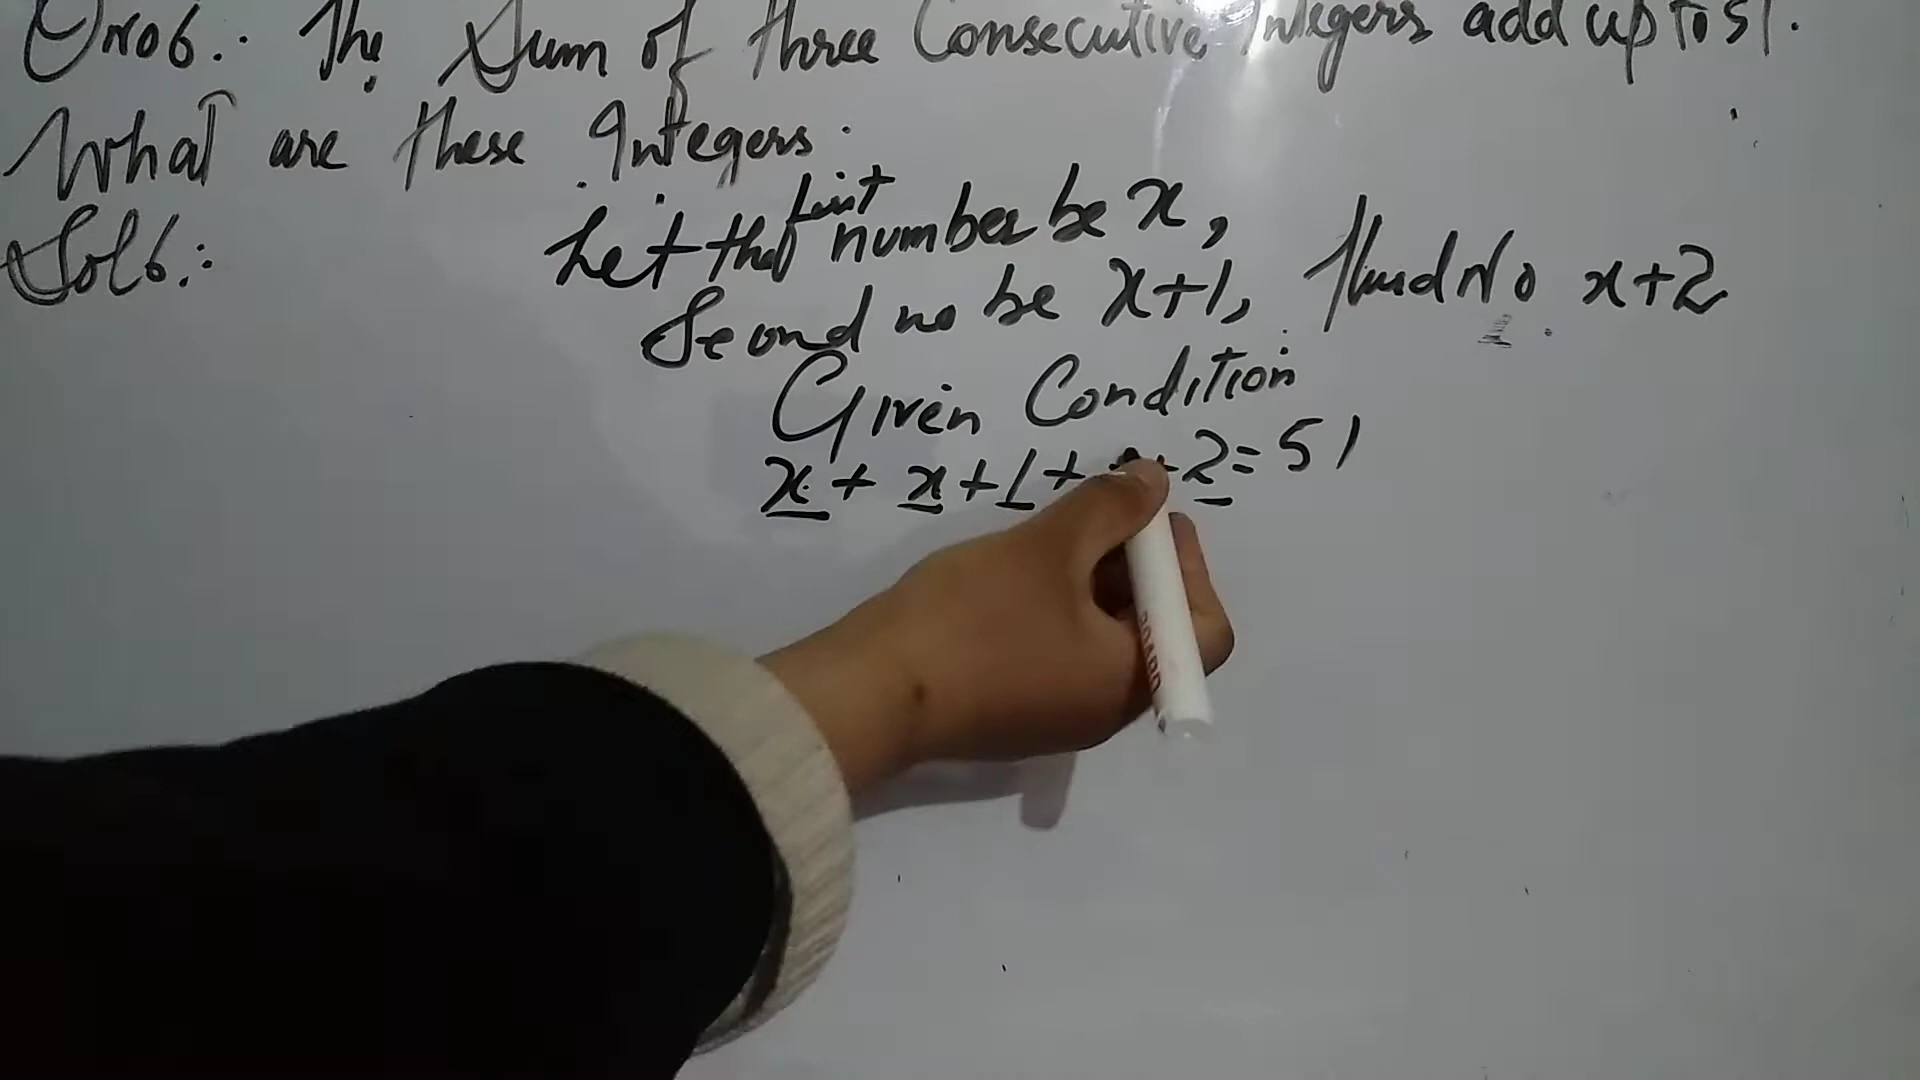 Qno6.: The Sum of three Consecutive Integers add up to 51.
What are these Integers.
Sol6.: Let the first number be x,
Second no be x+1, third No x+2
Given Condition
x + x + 1 + + 2 = 51
BOARD